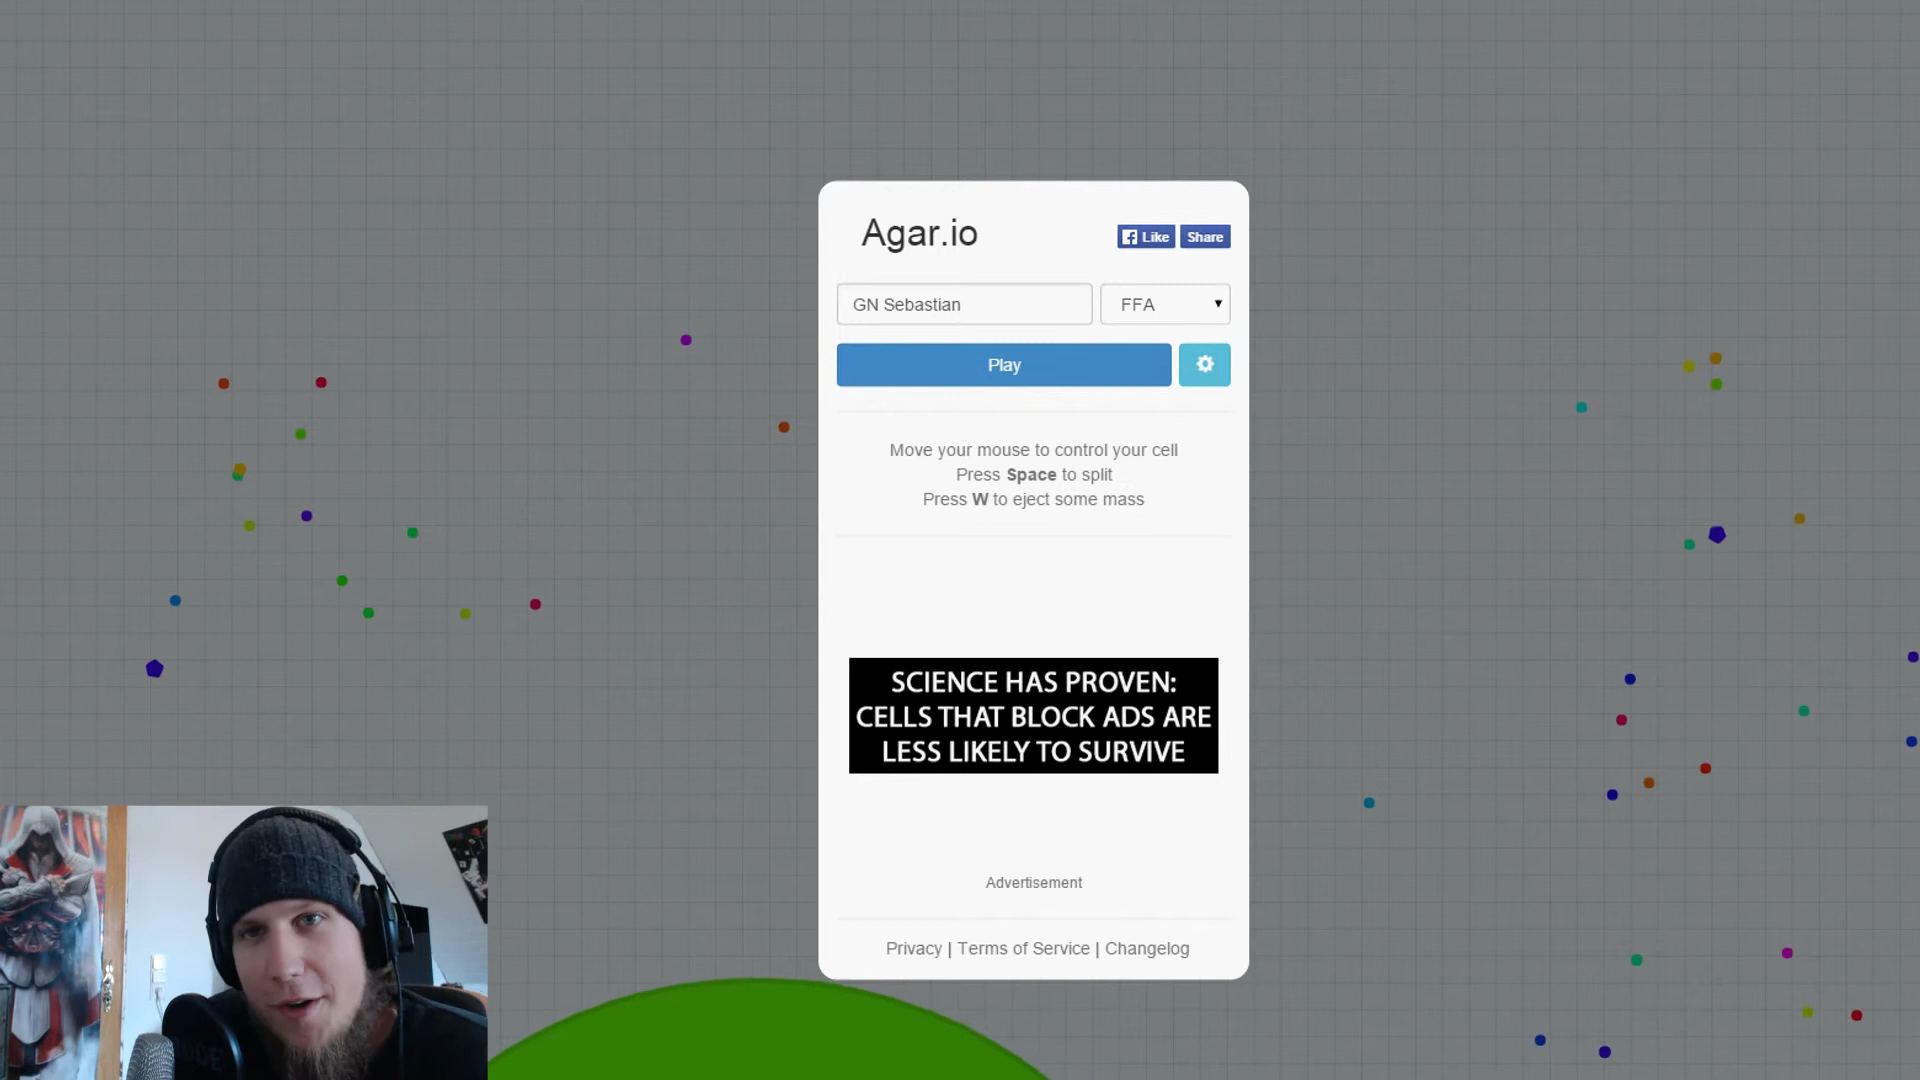 Agar.io
Like Share
GN Sebastian FFA
Play
Move your mouse to control your cell
Press Space to split
Press W to eject some mass
SCIENCE HAS PROVEN:
CELLS THAT BLOCK ADS ARE
LESS LIKELY TO SURVIVE
Advertisement
Privacy | Terms of Service | Changelog